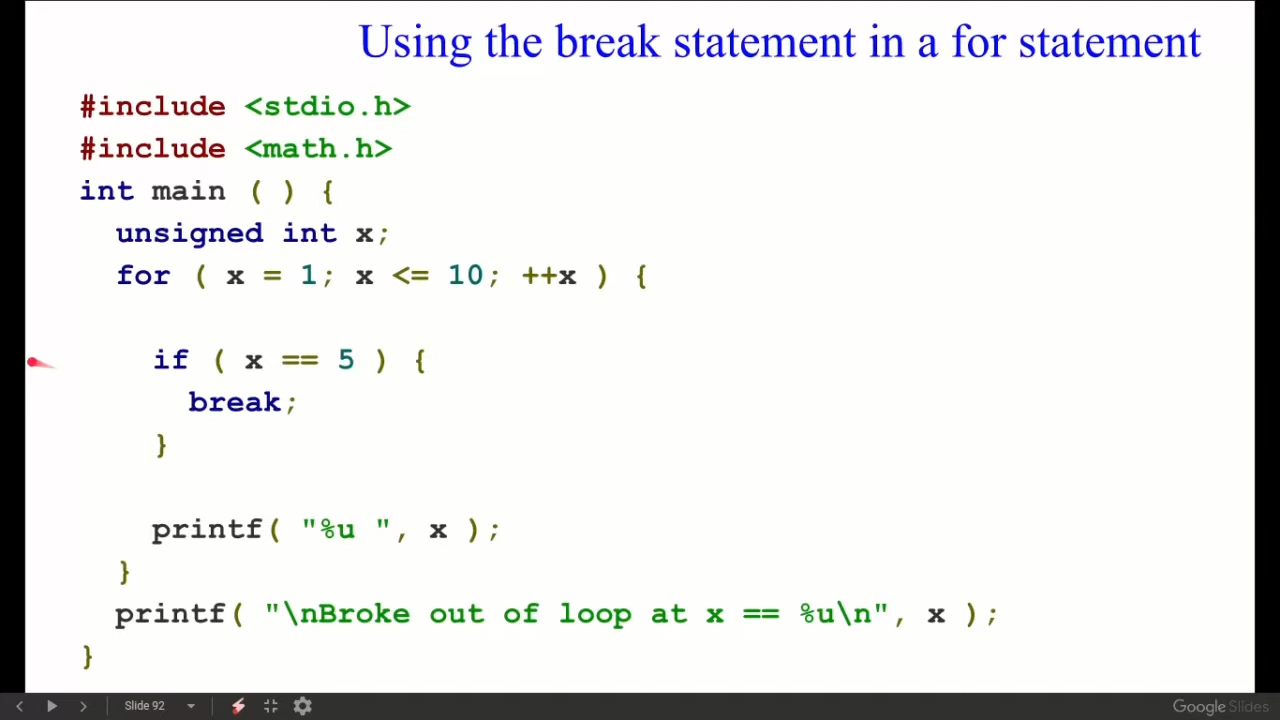 Using the break statement in a for statement
#include <stdio.h>
#include <math.h>
int main ( ) {
unsigned int x;
for ( x = 1; x <= 10; ++x ) {
if ( x == 5 ) {
break;
}
printf( "%u ", x );
}
printf( "\nBroke out of loop at x == %u\n", x );
}
Slide 92
Google Slides